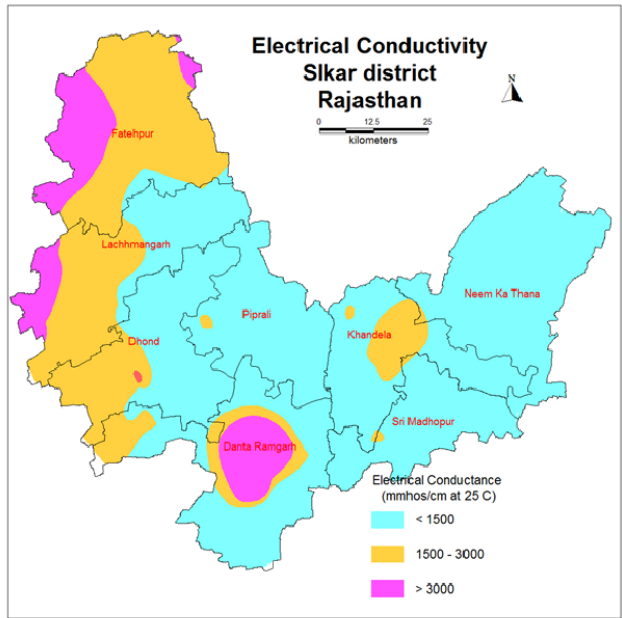 Electrical Conductivity
SIkar district
Rajasthan
N
0 12.5 25
kilometers
Fatehpur
Lachhmangarh
Neem Ka Thana
Piprali
Khandela
Dhond
Sri Madhopur
Danta Ramgarh
Electrical Conductance
(mmhos/cm at 25 C)
< 1500
1500 - 3000
> 3000